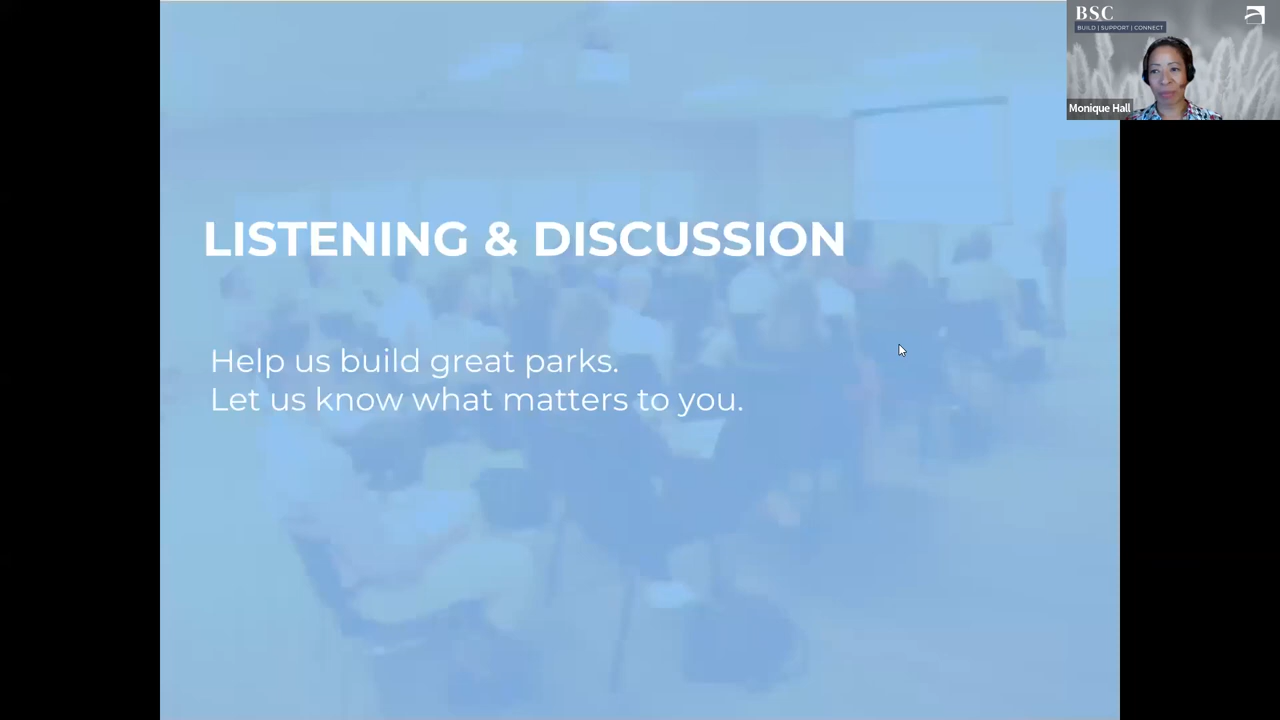 BSC
BUILD | SUPPORT | CONNECT
Monique Hall
LISTENING & DISCUSSION
Help us build great parks.
Let us know what matters to you.